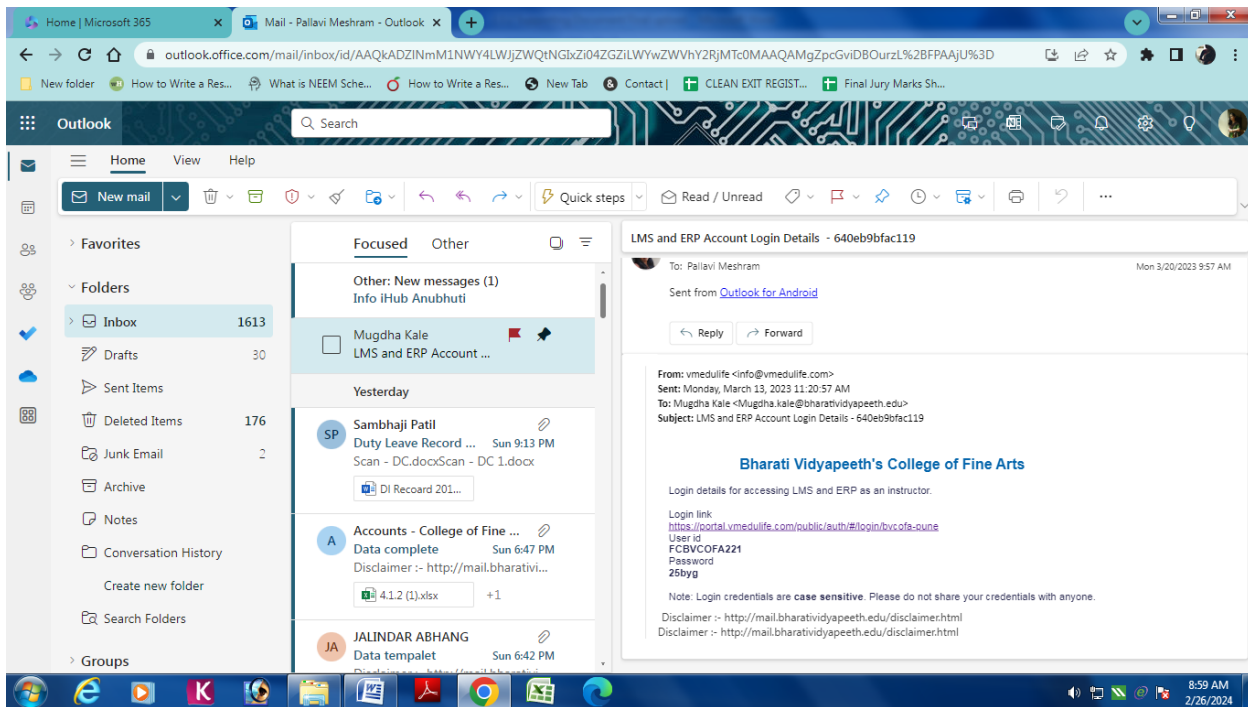 Home | Microsoft 365
Mail - Pallavi Meshram - Outlook
outlook.office.com/mail/inbox/id/AAQkADZINmM1NWY4LWJjZWQtNGIxZi04ZGZiLWYwZWVhY2RjMTc0MAAQAMgZpcGviDBOurzL%2BFPAAjU%3D
New folder
How to Write a Res...
What is NEEM Sche...
How to Write a Res...
New Tab
Contact |
CLEAN EXIT REGIST...
Final Jury Marks Sh...
Outlook
Search
Home View Help
New mail
Quick steps
Read / Unread
Favorites
Folders
Inbox 1613
Drafts 30
Sent Items
Deleted Items 176
Junk Email 2
Archive
Notes
Conversation History
Create new folder
Search Folders
Groups
Focused Other
Other: New messages (1)
Info iHub Anubhuti
Mugdha Kale
LMS and ERP Account ...
Yesterday
SP
Sambhaji Patil
Duty Leave Record ... Sun 9:13 PM
Scan - DC.docxScan - DC 1.docx
DI Recoard 201...
A
Accounts - College of Fine ...
Data complete Sun 6:47 PM
Disclaimer :- http://mail.bharativi...
4.1.2 (1).xlsx +1
JA
JALINDAR ABHANG
Data tempalet Sun 6:42 PM
LMS and ERP Account Login Details - 640eb9bfac119
To: Pallavi Meshram Mon 3/20/2023 9:57 AM
Sent from Outlook for Android
Reply Forward
From: vmedulife <info@vmedulife.com>
Sent: Monday, March 13, 2023 11:20:57 AM
To: Mugdha Kale <Mugdha.kale@bharatividyapeeth.edu>
Subject: LMS and ERP Account Login Details - 640eb9bfac119
Bharati Vidyapeeth's College of Fine Arts
Login details for accessing LMS and ERP as an instructor.
Login link
https://portal.vmedulife.com/public/auth/#/login/bvcofa-pune
User id
FCBVCOFA221
Password
25byg
Note: Login credentials are case sensitive. Please do not share your credentials with anyone.
Disclaimer :- http://mail.bharatividyapeeth.edu/disclaimer.html
Disclaimer :- http://mail.bharatividyapeeth.edu/disclaimer.html
8:59 AM
2/26/2024